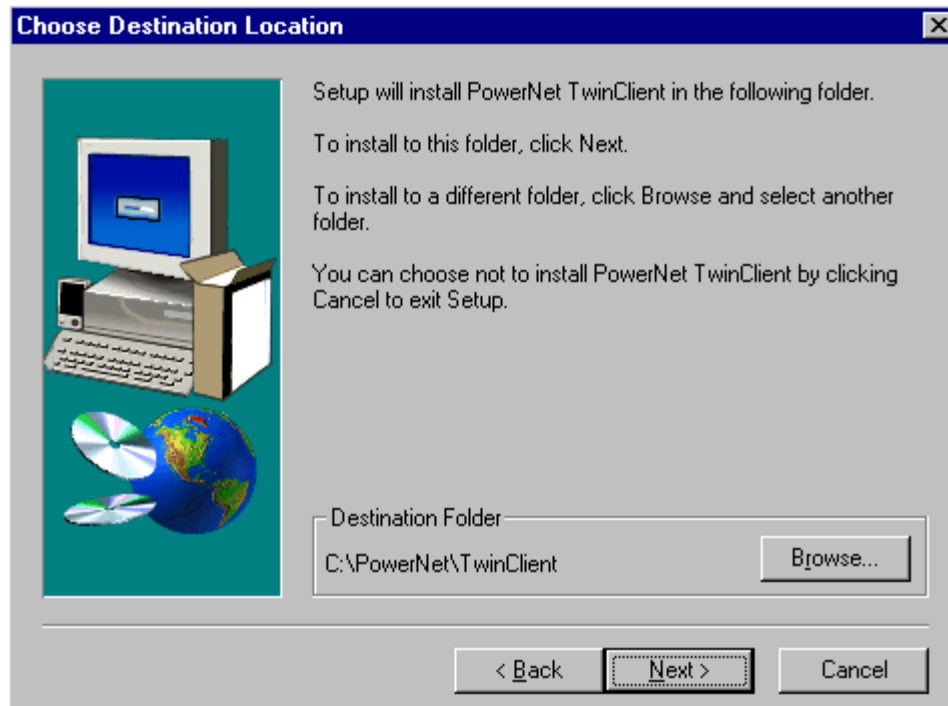 Choose Destination Location
Setup will install PowerNet TwinClient in the following folder.
To install to this folder, click Next.
To install to a different folder, click Browse and select another
folder.
You can choose not to install PowerNet TwinClient by clicking
Cancel to exit Setup.
Destination Folder
C:\PowerNet\TwinClient
Browse...
< Back
Next >
Cancel